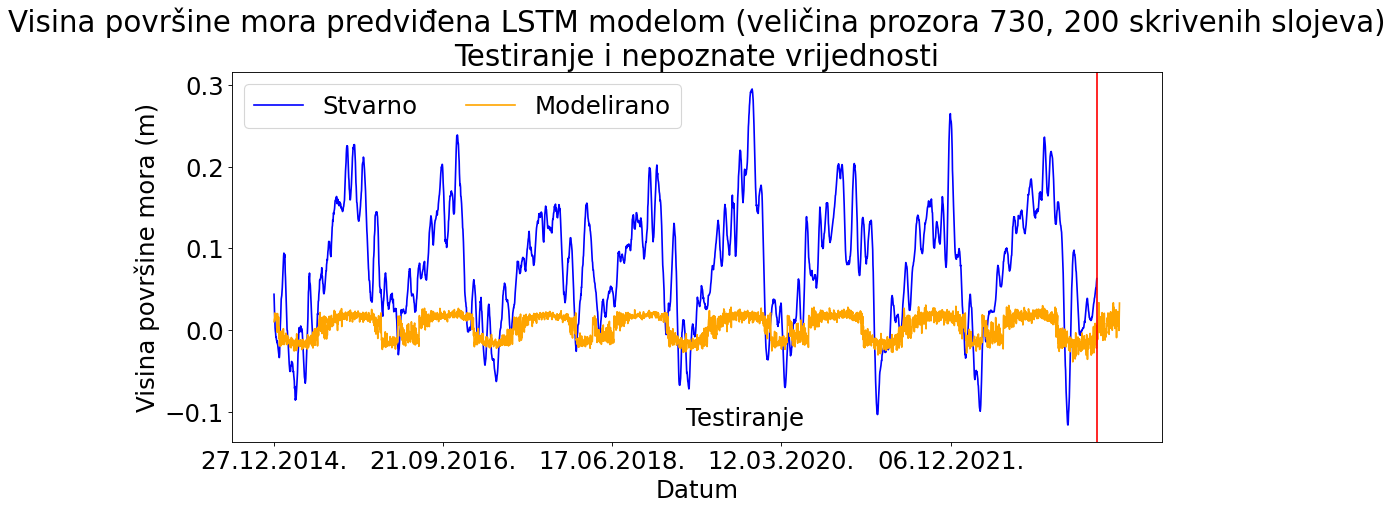 Visina površine mora predviđena LSTM modelom (veličina prozora 730, 200 skrivenih slojeva)
Testiranje i nepoznate vrijednosti
Stvarno Modelirano
Visina površine mora (m)
0.3
0.2
0.1
0.0
−0.1
Testiranje
27.12.2014. 21.09.2016. 17.06.2018. 12.03.2020. 06.12.2021.
Datum